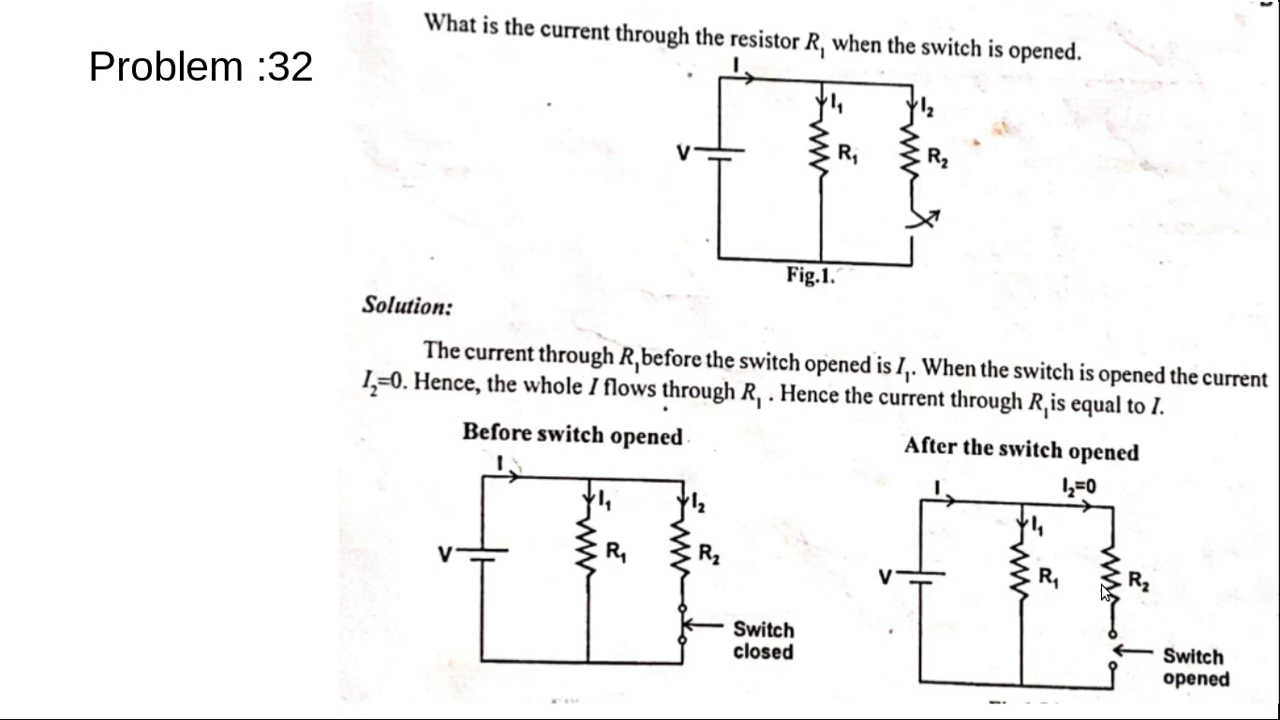 Problem :32
What is the current through the resistor R₁ when the switch is opened.
I
I₁
I₂
V
R₁
R₂
Fig.1.
Solution:
The current through R₁ before the switch opened is I₁. When the switch is opened the current
I₂=0. Hence, the whole I flows through R₁ . Hence the current through R₁ is equal to I.
Before switch opened
I
I₁
I₂
V
R₁
R₂
Switch
closed
After the switch opened
I
I₂=0
I₁
V
R₁
R₂
Switch
opened